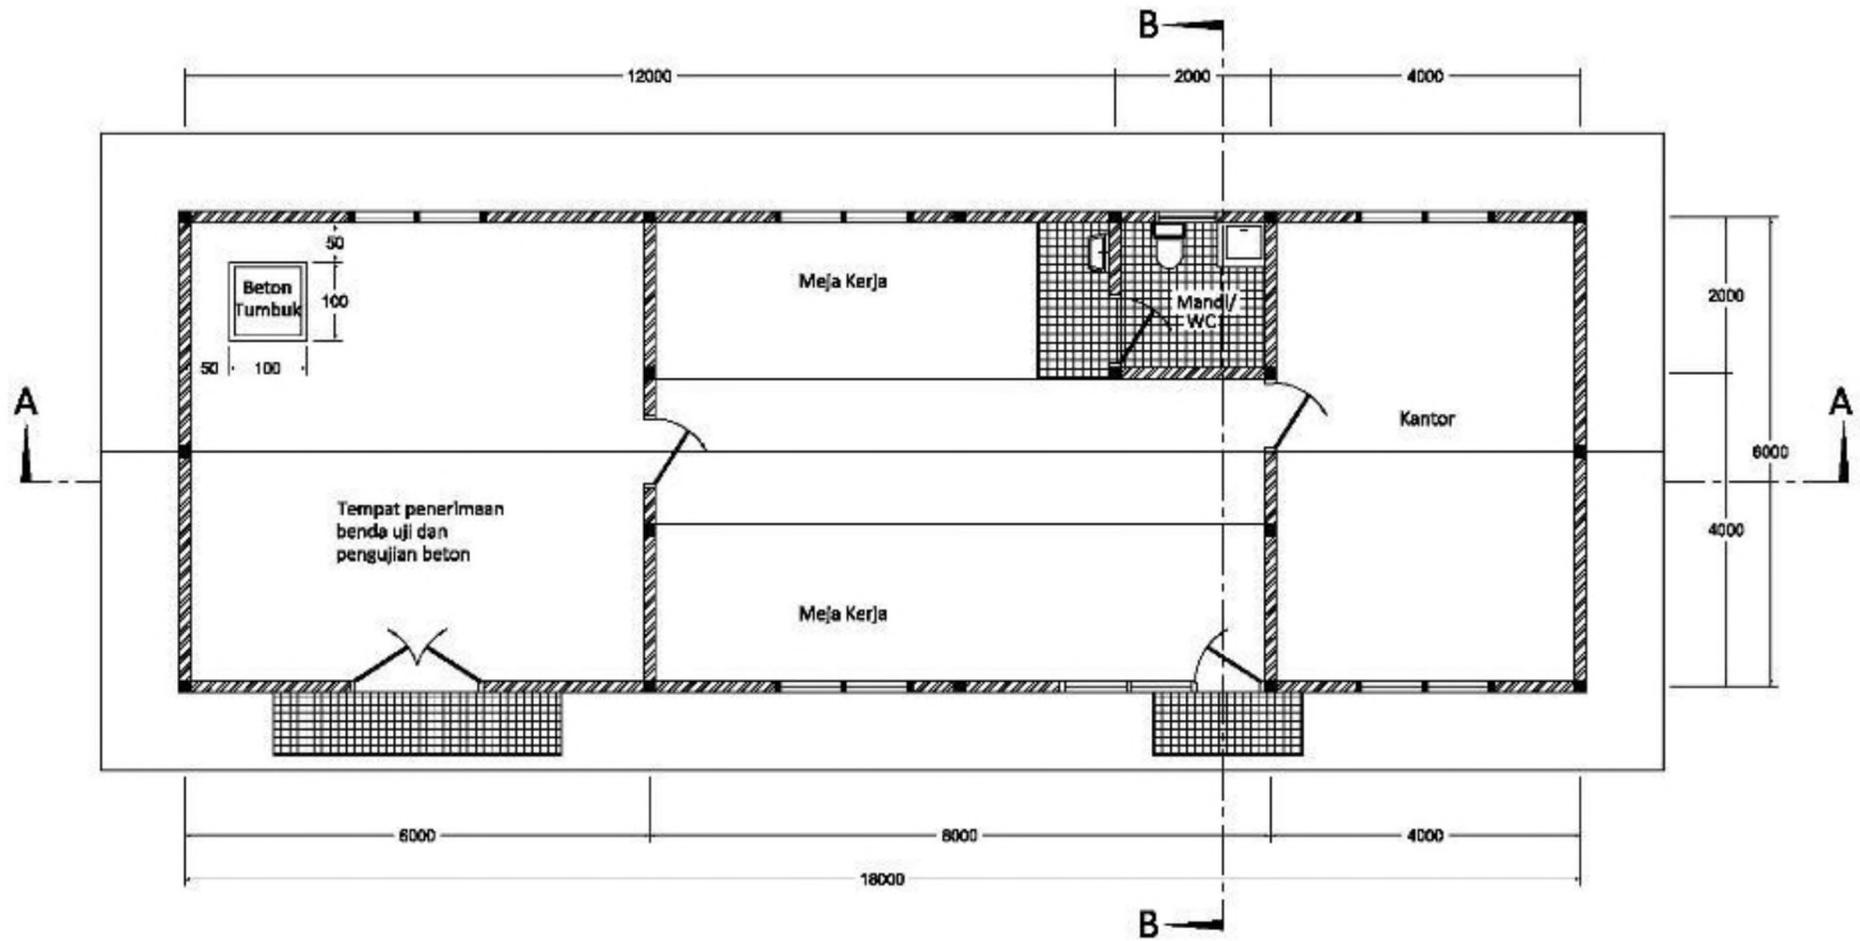 B
12000
2000
4000
50
Beton
Tumbuk
100
50
100
Meja Kerja
Mandi/
WC
2000
A
Kantor
A
6000
Tempat penerimaan
benda uji dan
pengujian beton
4000
Meja Kerja
6000
8000
4000
18000
B